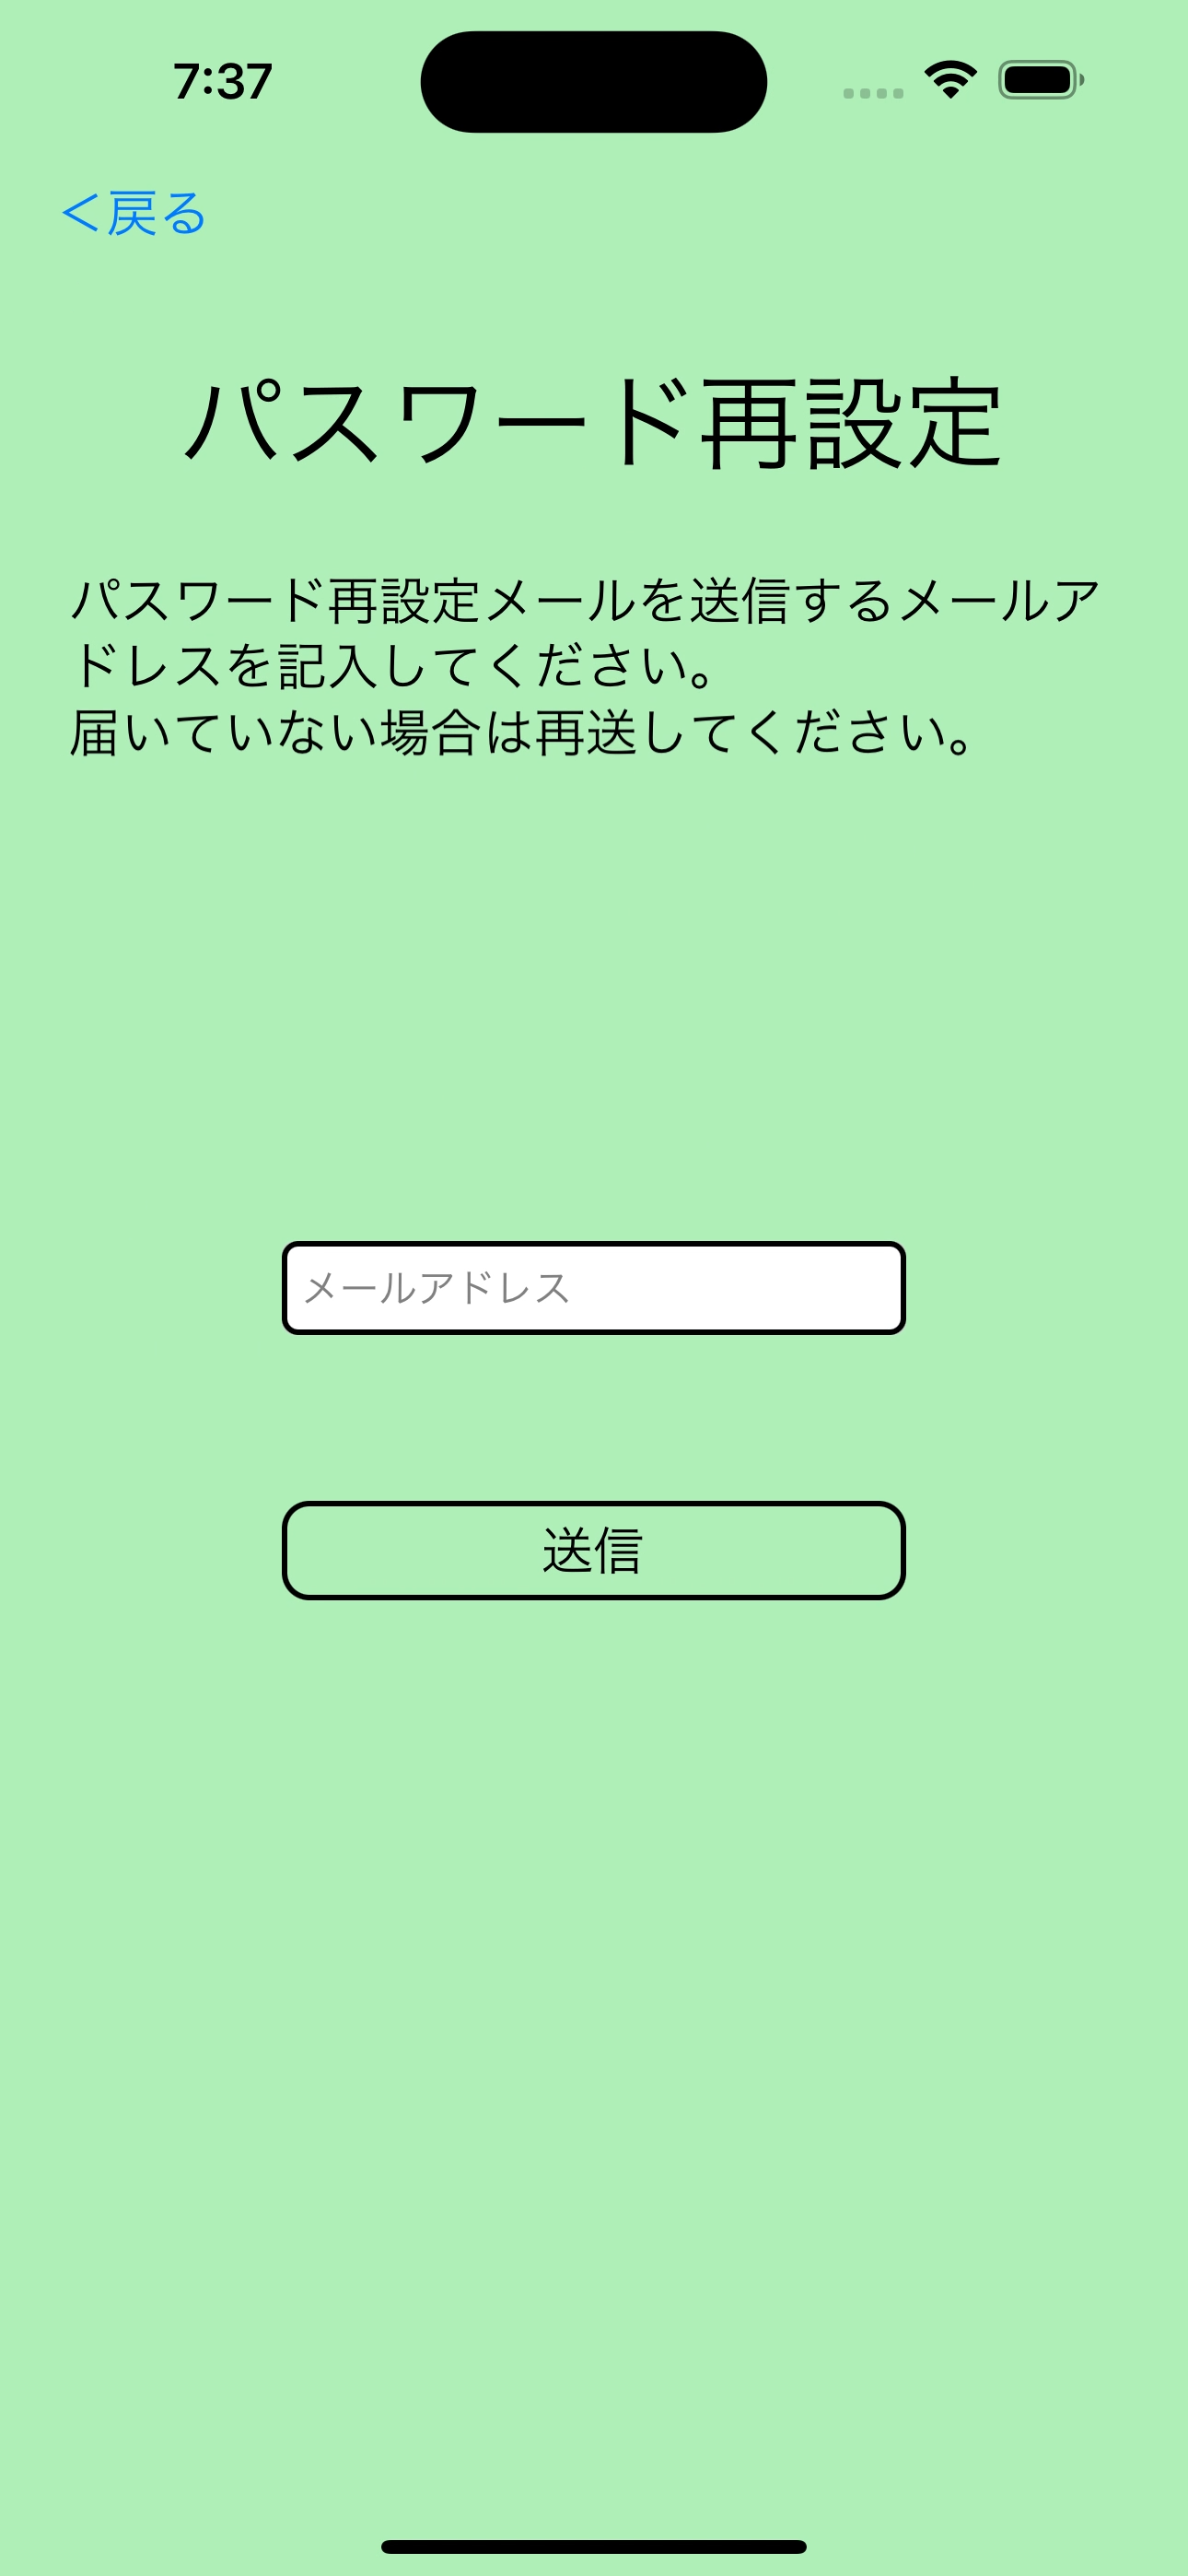 7:37
＜戻る
パスワード再設定
パスワード再設定メールを送信するメールア
ドレスを記入してください。
届いていない場合は再送してください。
メールアドレス
送信